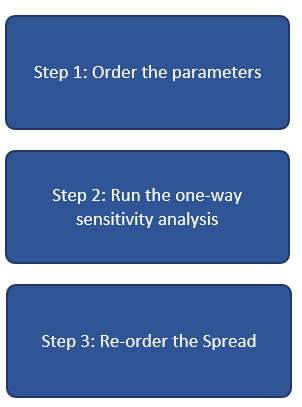 Step 1: Order the parameters
Step 2: Run the one-way
sensitivity analysis
Step 3: Re-order the Spread